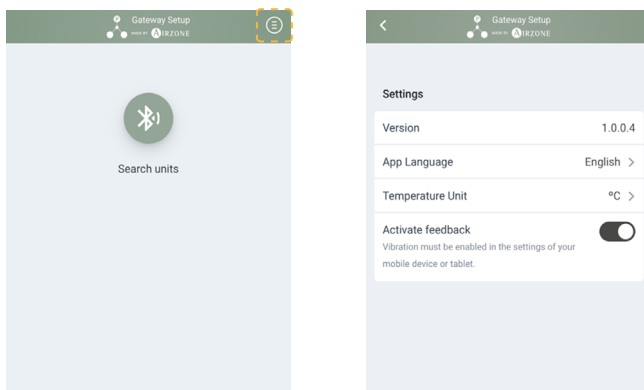 Gateway Setup
MADE BY AIRZONE
Search units
Gateway Setup
MADE BY AIRZONE
Settings
Version 1.0.0.4
App Language English >
Temperature Unit ºC >
Activate feedback
Vibration must be enabled in the settings of your
mobile device or tablet.